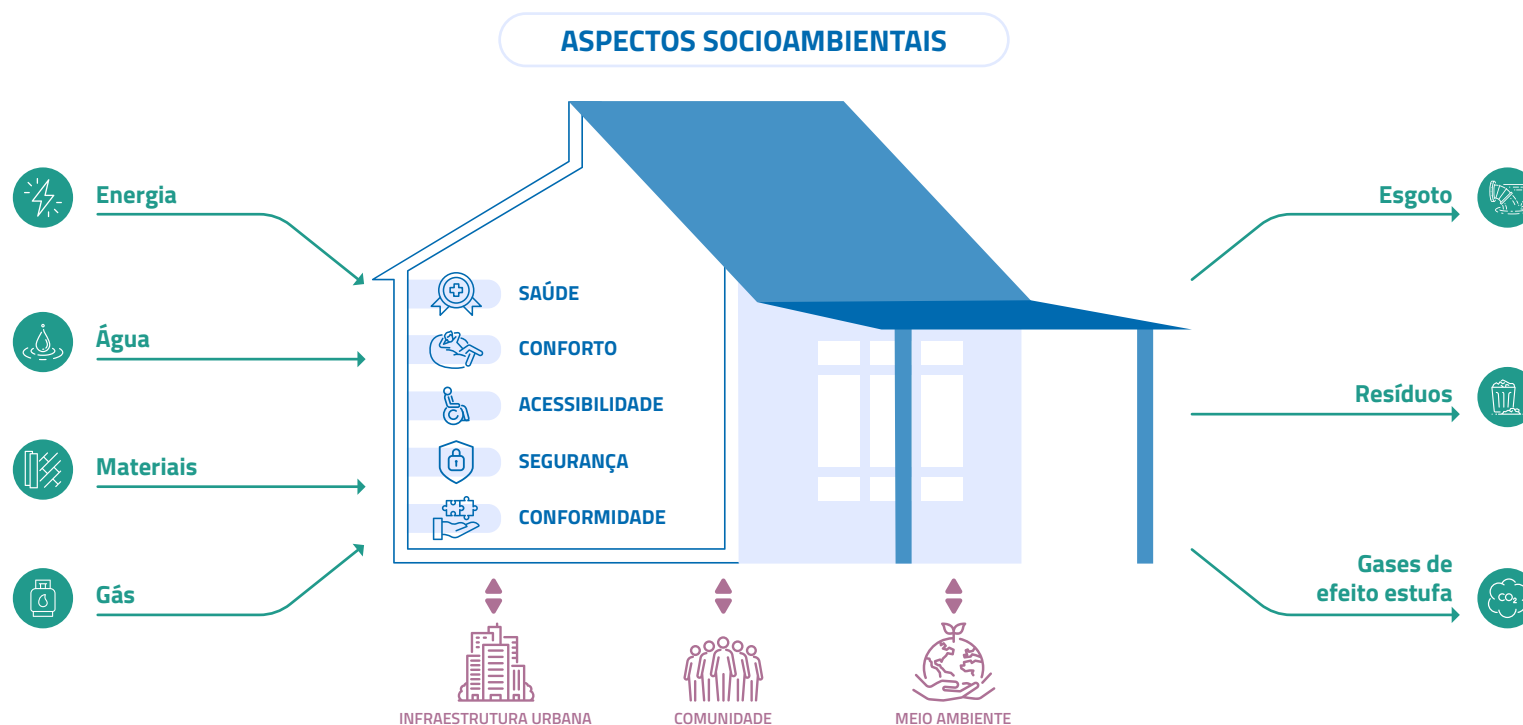 ASPECTOS SOCIOAMBIENTAIS
Energia
Água
Materiais
Gás
SAÚDE
CONFORTO
ACESSIBILIDADE
SEGURANÇA
CONFORMIDADE
Esgoto
Resíduos
Gases de
efeito estufa
CO₂
INFRAESTRUTURA URBANA
COMUNIDADE
MEIO AMBIENTE